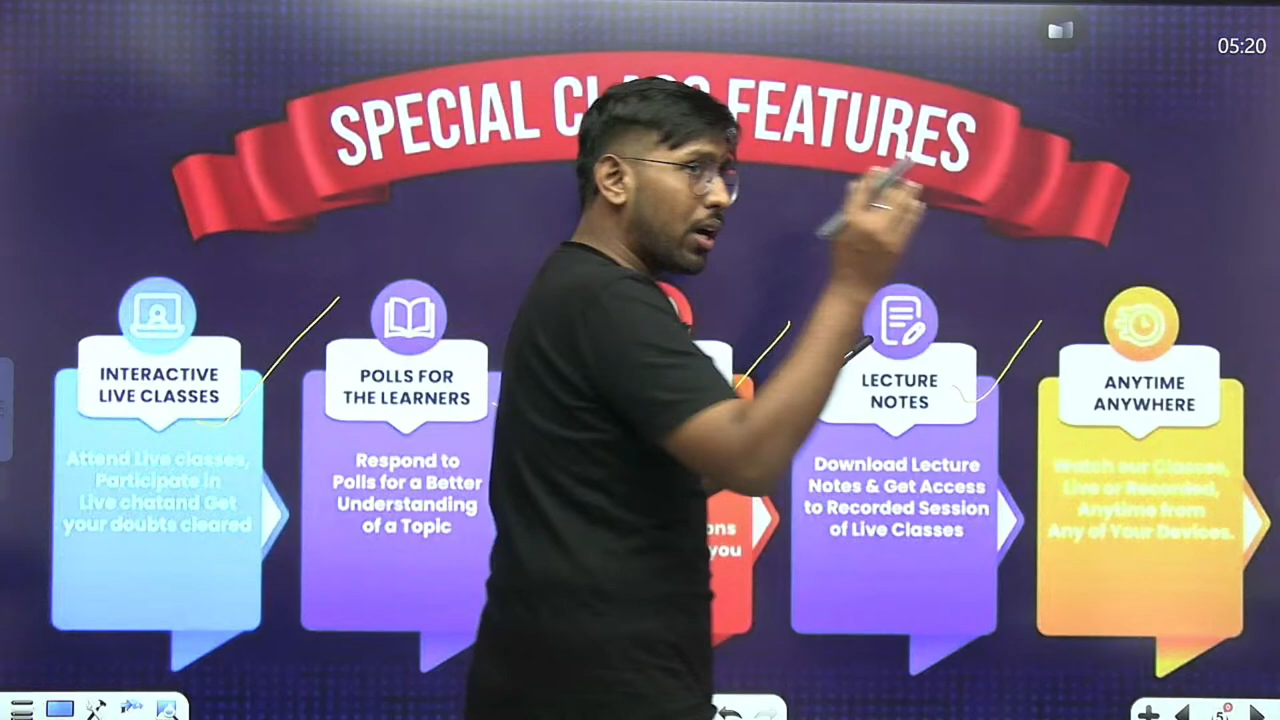 05:20
SPECIAL CLASS FEATURES
INTERACTIVE
LIVE CLASSES
Attend Live classes,
Participate in
Live chatand Get
your doubts cleared
POLLS FOR
THE LEARNERS
Respond to
Polls for a Better
Understanding
of a Topic
you
LECTURE
NOTES
Download Lecture
Notes & Get Access
to Recorded Session
of Live Classes
ANYTIME
ANYWHERE
Watch our Classes,
Live or Recorded,
Anytime from
Any of Your Devices.
5